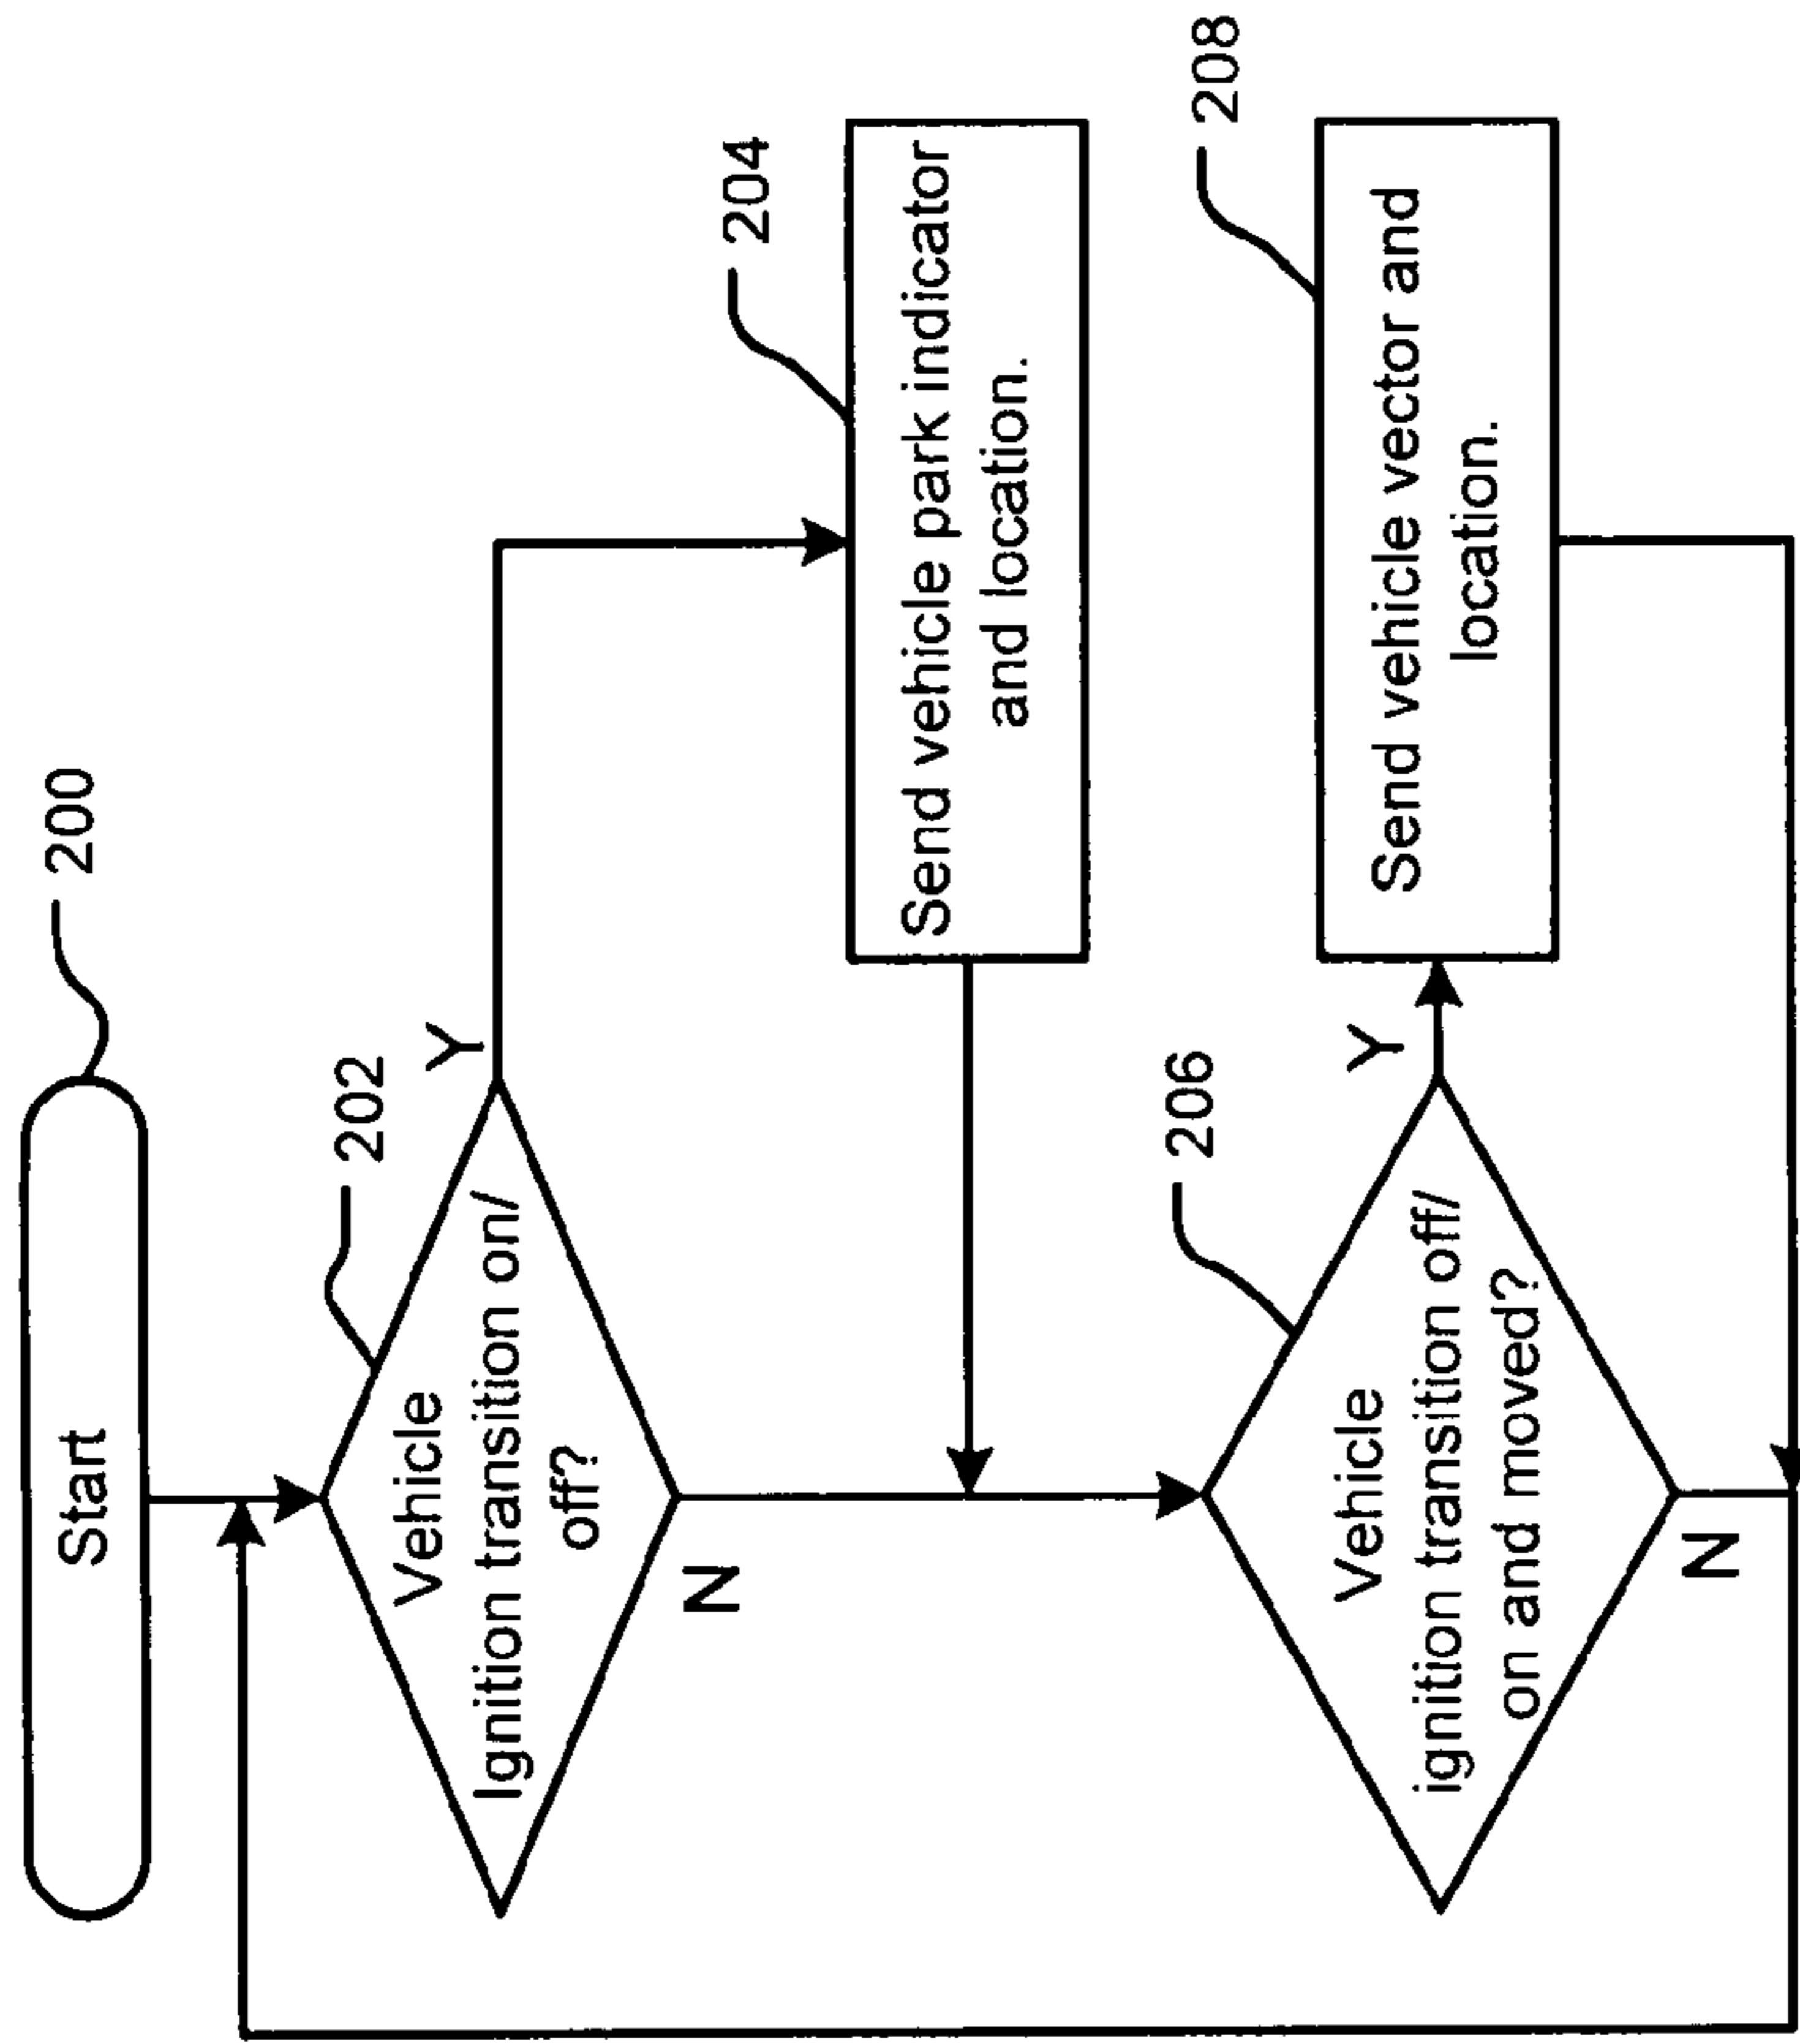 Start
200
Vehicle
Ignition transition on/
off?
202
Y
N
Send vehicle park indicator
and location.
204
Vehicle
ignition transition off/
on and moved?
206
Y
N
Send vehicle vector and
location.
208